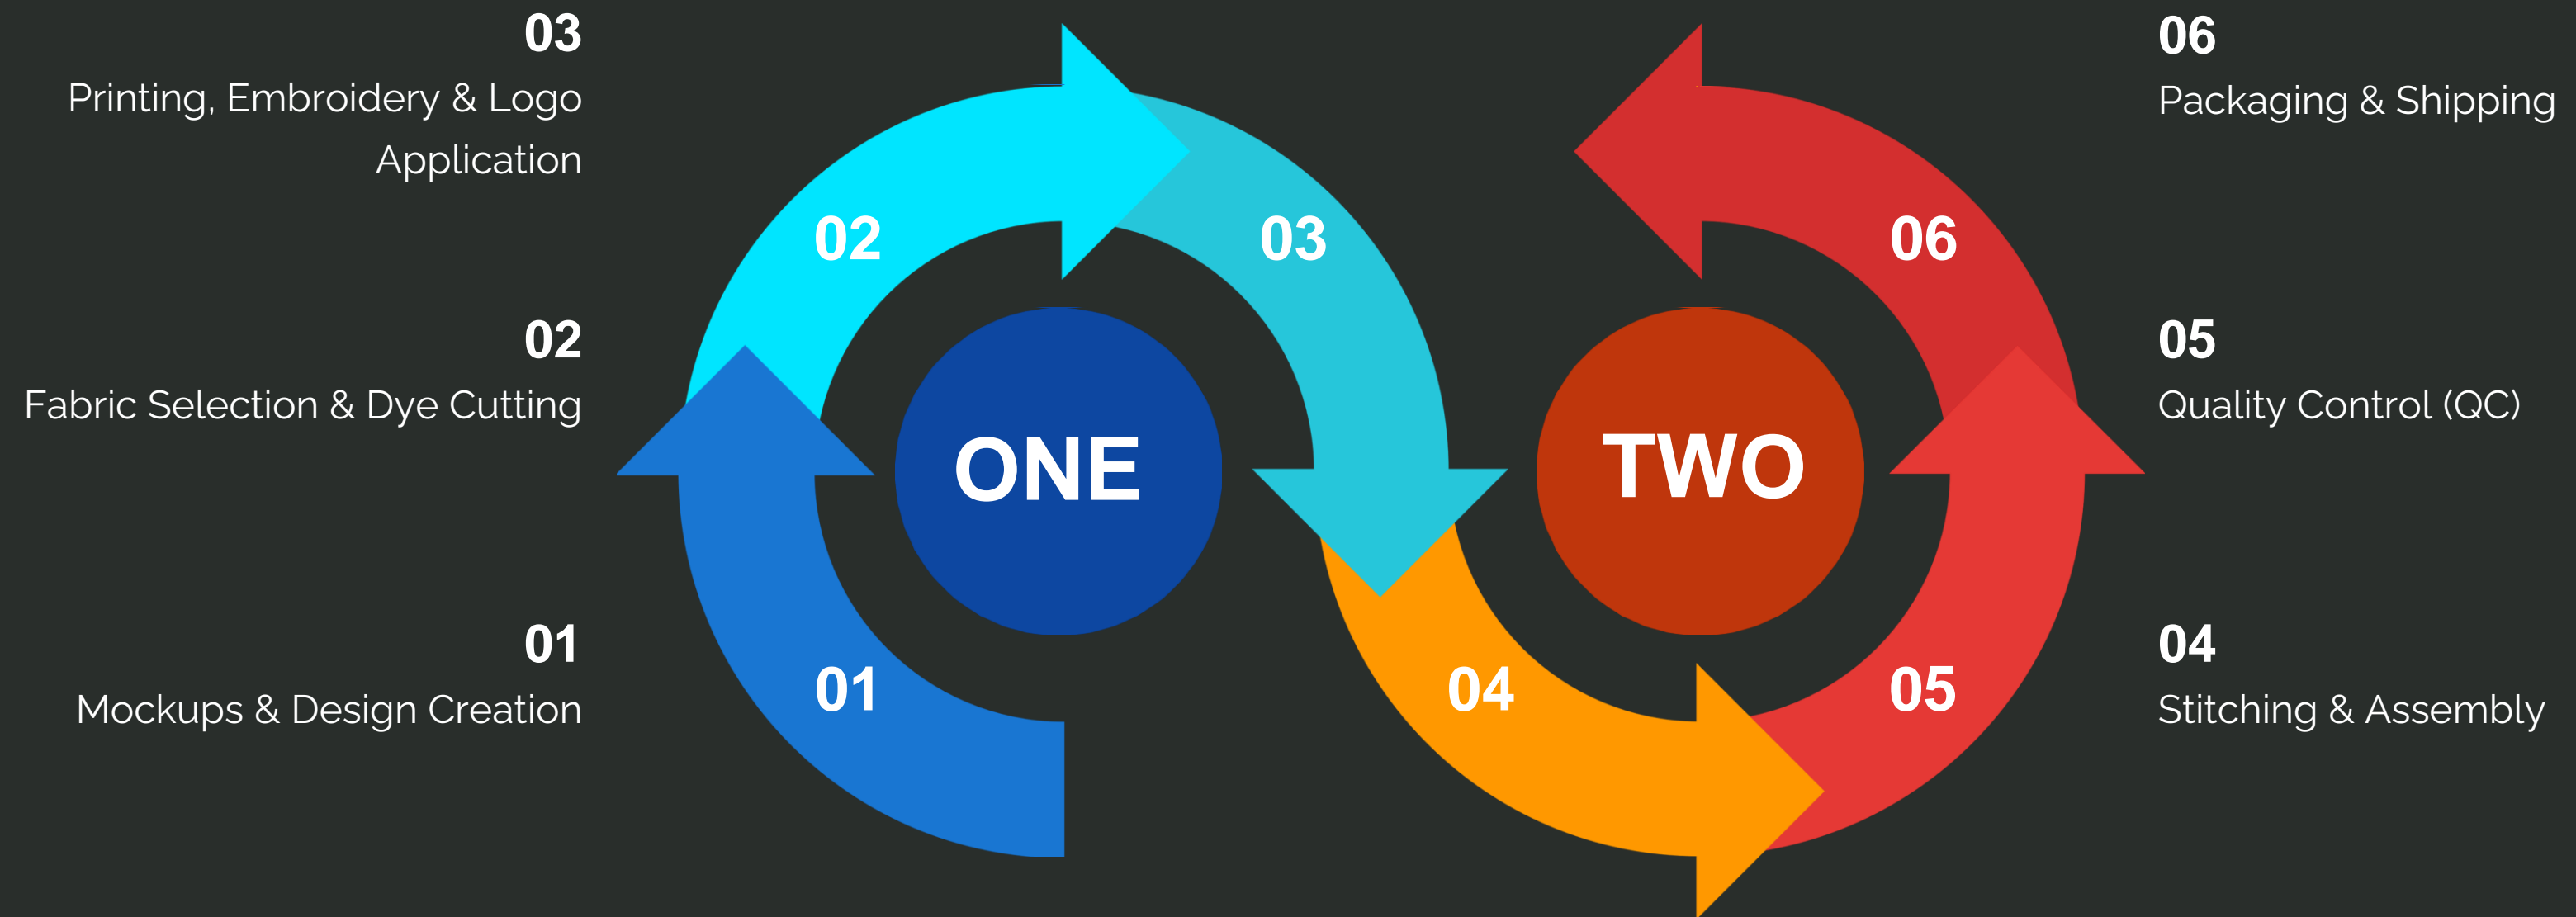 03
Printing, Embroidery & Logo
Application
02
Fabric Selection & Dye Cutting
01
Mockups & Design Creation
02
03
ONE
01
06
TWO
04
05
06
Packaging & Shipping
05
Quality Control (QC)
04
Stitching & Assembly